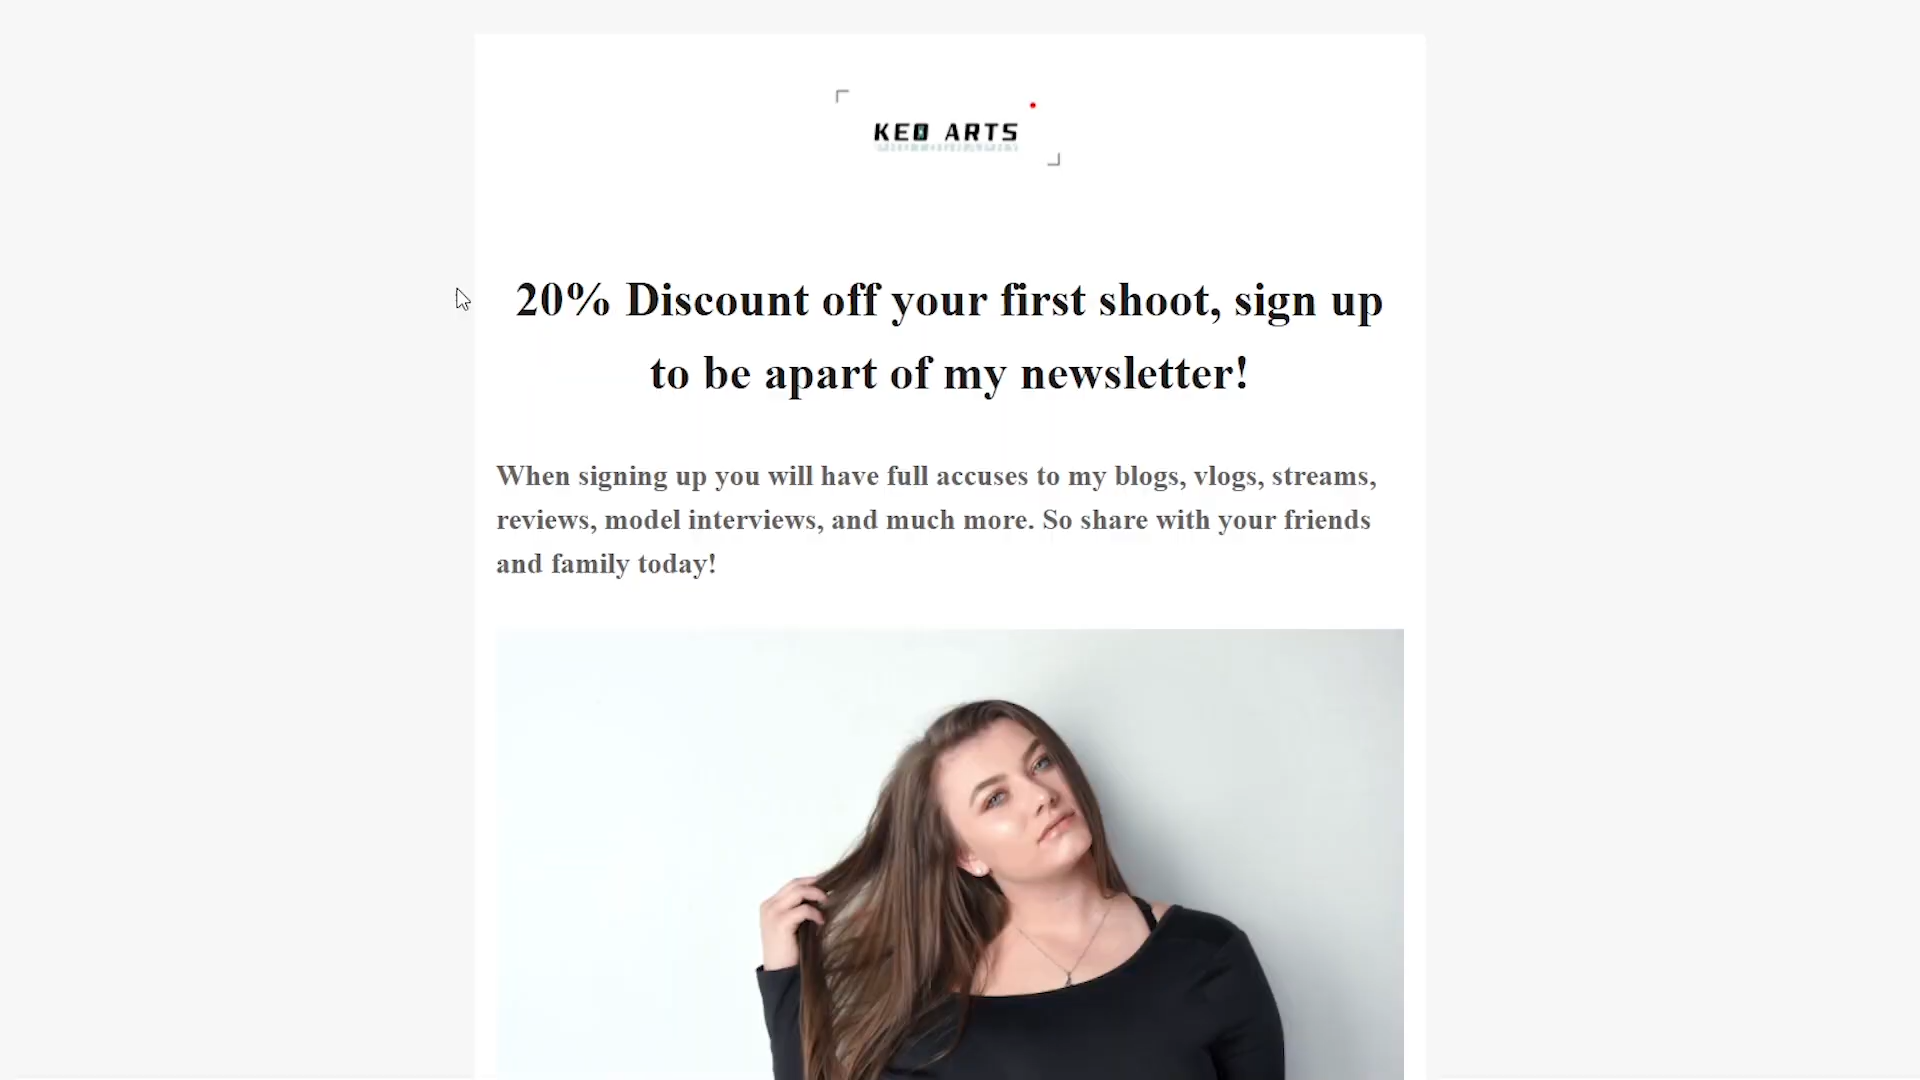 KEO ARTS
20% Discount off your first shoot, sign up
to be apart of my newsletter!
When signing up you will have full accuses to my blogs, vlogs, streams,
reviews, model interviews, and much more. So share with your friends
and family today!